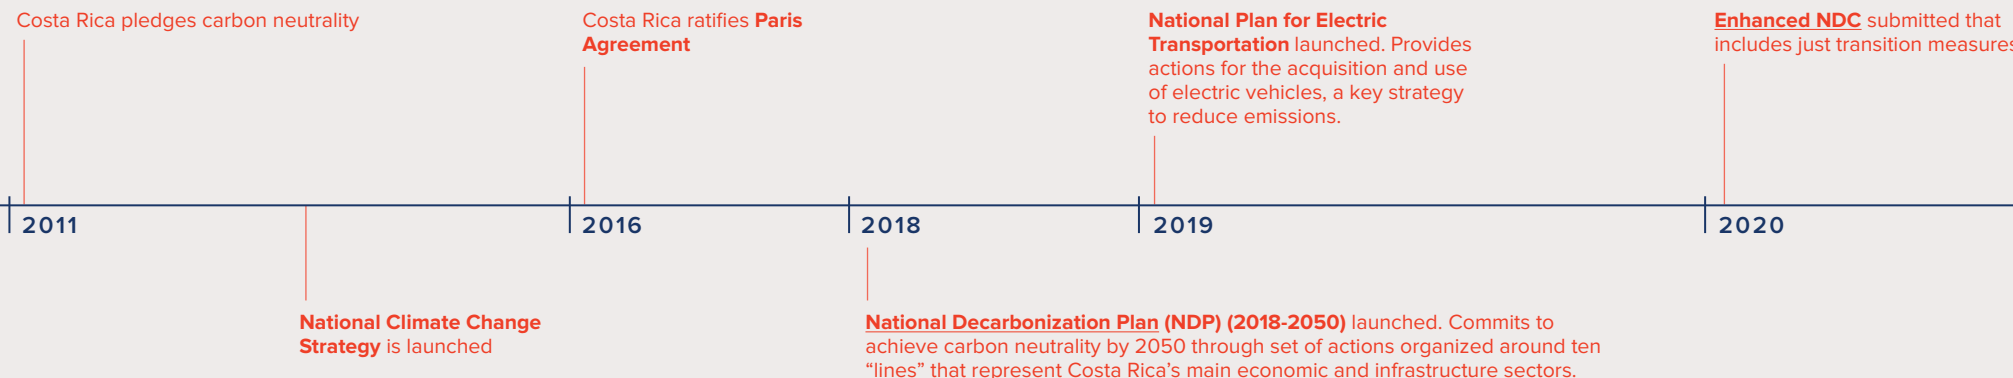 Costa Rica pledges carbon neutrality
Costa Rica ratifies Paris
Agreement
National Plan for Electric
Transportation launched. Provides
actions for the acquisition and use
of electric vehicles, a key strategy
to reduce emissions.
Enhanced NDC submitted that
includes just transition measures
2011
2016
2018
2019
2020
National Climate Change
Strategy is launched
National Decarbonization Plan (NDP) (2018-2050) launched. Commits to
achieve carbon neutrality by 2050 through set of actions organized around ten
“lines” that represent Costa Rica’s main economic and infrastructure sectors.